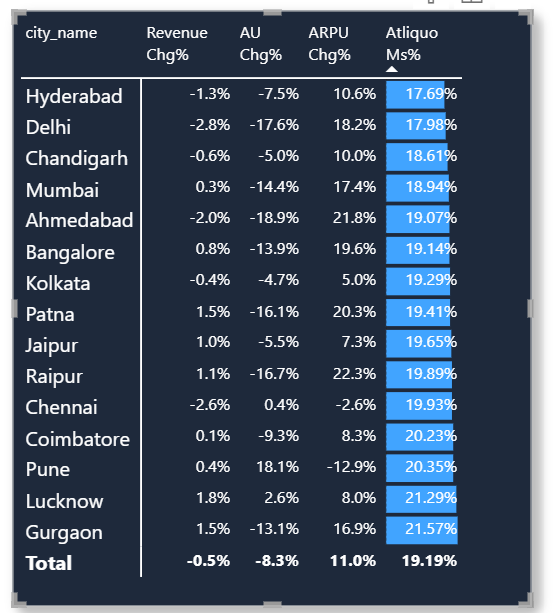 city_name Revenue Chg% AU Chg% ARPU Chg% Atliquo Ms%
Hyderabad -1.3% -7.5% 10.6% 17.69%
Delhi -2.8% -17.6% 18.2% 17.98%
Chandigarh -0.6% -5.0% 10.0% 18.61%
Mumbai 0.3% -14.4% 17.4% 18.94%
Ahmedabad -2.0% -18.9% 21.8% 19.07%
Bangalore 0.8% -13.9% 19.6% 19.14%
Kolkata -0.4% -4.7% 5.0% 19.29%
Patna 1.5% -16.1% 20.3% 19.41%
Jaipur 1.0% -5.5% 7.3% 19.65%
Raipur 1.1% -16.7% 22.3% 19.89%
Chennai -2.6% 0.4% -2.6% 19.93%
Coimbatore 0.1% -9.3% 8.3% 20.23%
Pune 0.4% 18.1% -12.9% 20.35%
Lucknow 1.8% 2.6% 8.0% 21.29%
Gurgaon 1.5% -13.1% 16.9% 21.57%
Total -0.5% -8.3% 11.0% 19.19%